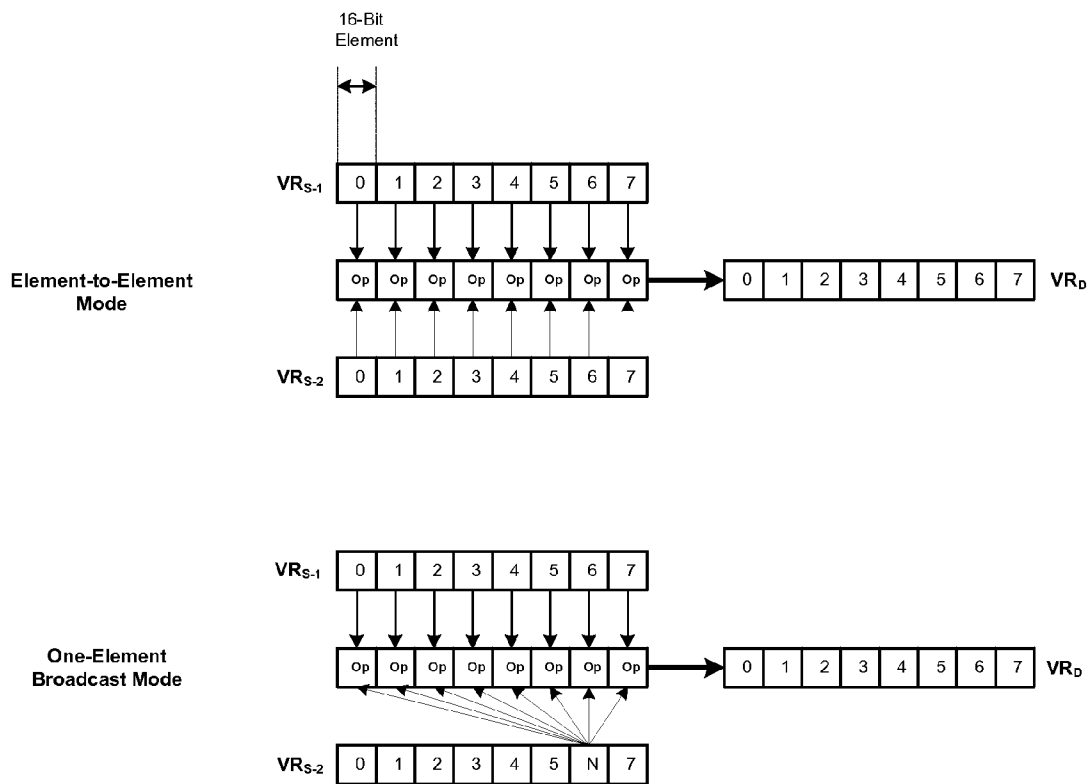 16-Bit
Element
VRS-1 0 1 2 3 4 5 6 7
Element-to-Element
Mode
Op Op Op Op Op Op Op Op
0 1 2 3 4 5 6 7 VRD
VRS-2 0 1 2 3 4 5 6 7
VRS-1 0 1 2 3 4 5 6 7
One-Element
Broadcast Mode
Op Op Op Op Op Op Op Op
0 1 2 3 4 5 6 7 VRD
VRS-2 0 1 2 3 4 5 N 7